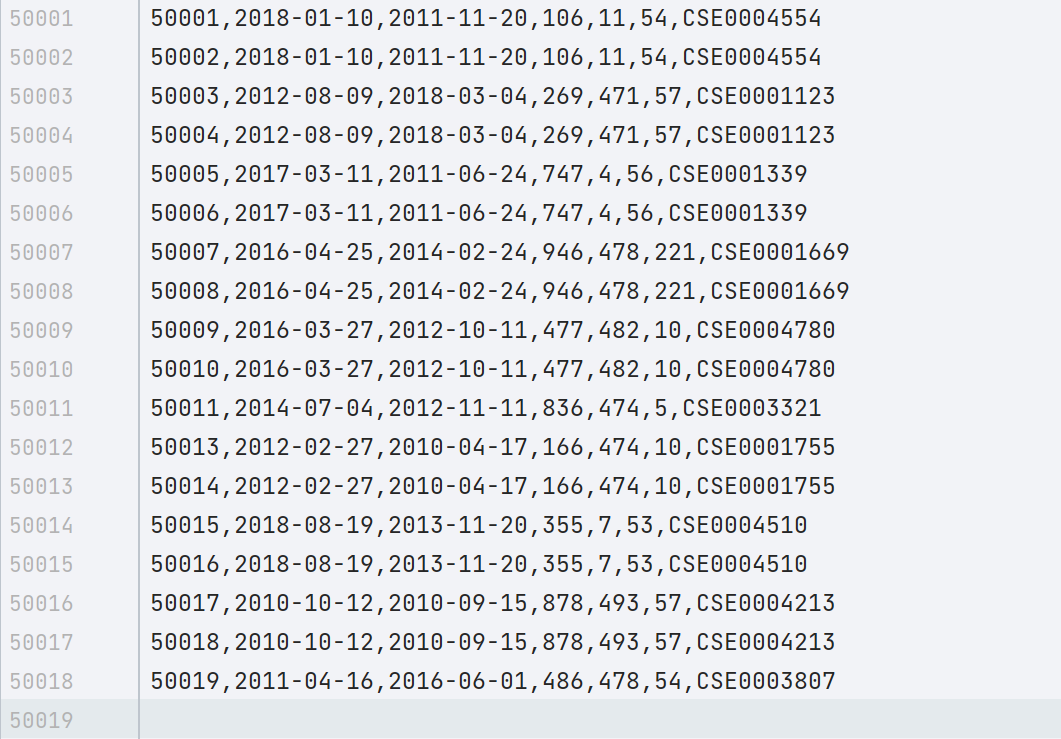 50001 50001,2018-01-10,2011-11-20,106,11,54,CSE0004554
50002 50002,2018-01-10,2011-11-20,106,11,54,CSE0004554
50003 50003,2012-08-09,2018-03-04,269,471,57,CSE0001123
50004 50004,2012-08-09,2018-03-04,269,471,57,CSE0001123
50005 50005,2017-03-11,2011-06-24,747,4,56,CSE0001339
50006 50006,2017-03-11,2011-06-24,747,4,56,CSE0001339
50007 50007,2016-04-25,2014-02-24,946,478,221,CSE0001669
50008 50008,2016-04-25,2014-02-24,946,478,221,CSE0001669
50009 50009,2016-03-27,2012-10-11,477,482,10,CSE0004780
50010 50010,2016-03-27,2012-10-11,477,482,10,CSE0004780
50011 50011,2014-07-04,2012-11-11,836,474,5,CSE0003321
50012 50013,2012-02-27,2010-04-17,166,474,10,CSE0001755
50013 50014,2012-02-27,2010-04-17,166,474,10,CSE0001755
50014 50015,2018-08-19,2013-11-20,355,7,53,CSE0004510
50015 50016,2018-08-19,2013-11-20,355,7,53,CSE0004510
50016 50017,2010-10-12,2010-09-15,878,493,57,CSE0004213
50017 50018,2010-10-12,2010-09-15,878,493,57,CSE0004213
50018 50019,2011-04-16,2016-06-01,486,478,54,CSE0003807
50019